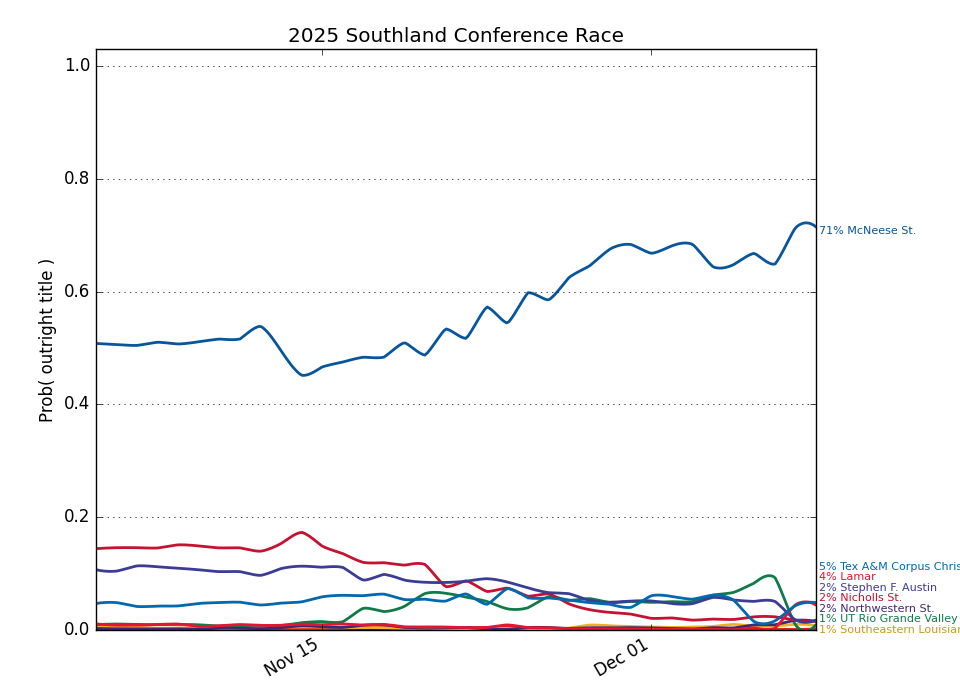 2025 Southland Conference Race
Prob( outright title )
1.0
0.8
0.6
0.4
0.2
0.0
Nov 15
Dec 01
71% McNeese St.
5% Tex A&M Corpus Chris
4% Lamar
2% Stephen F. Austin
2% Nicholls St.
2% Northwestern St.
1% UT Rio Grande Valley
1% Southeastern Louisian